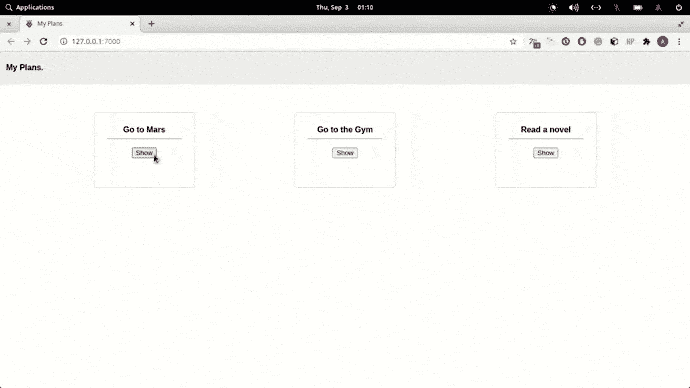 Applications
Thu, Sep 3 01:10
My Plans
127.0.0.1:7000
My Plans.
Go to Mars
Go to the Gym
Read a novel
Show
Show
Show